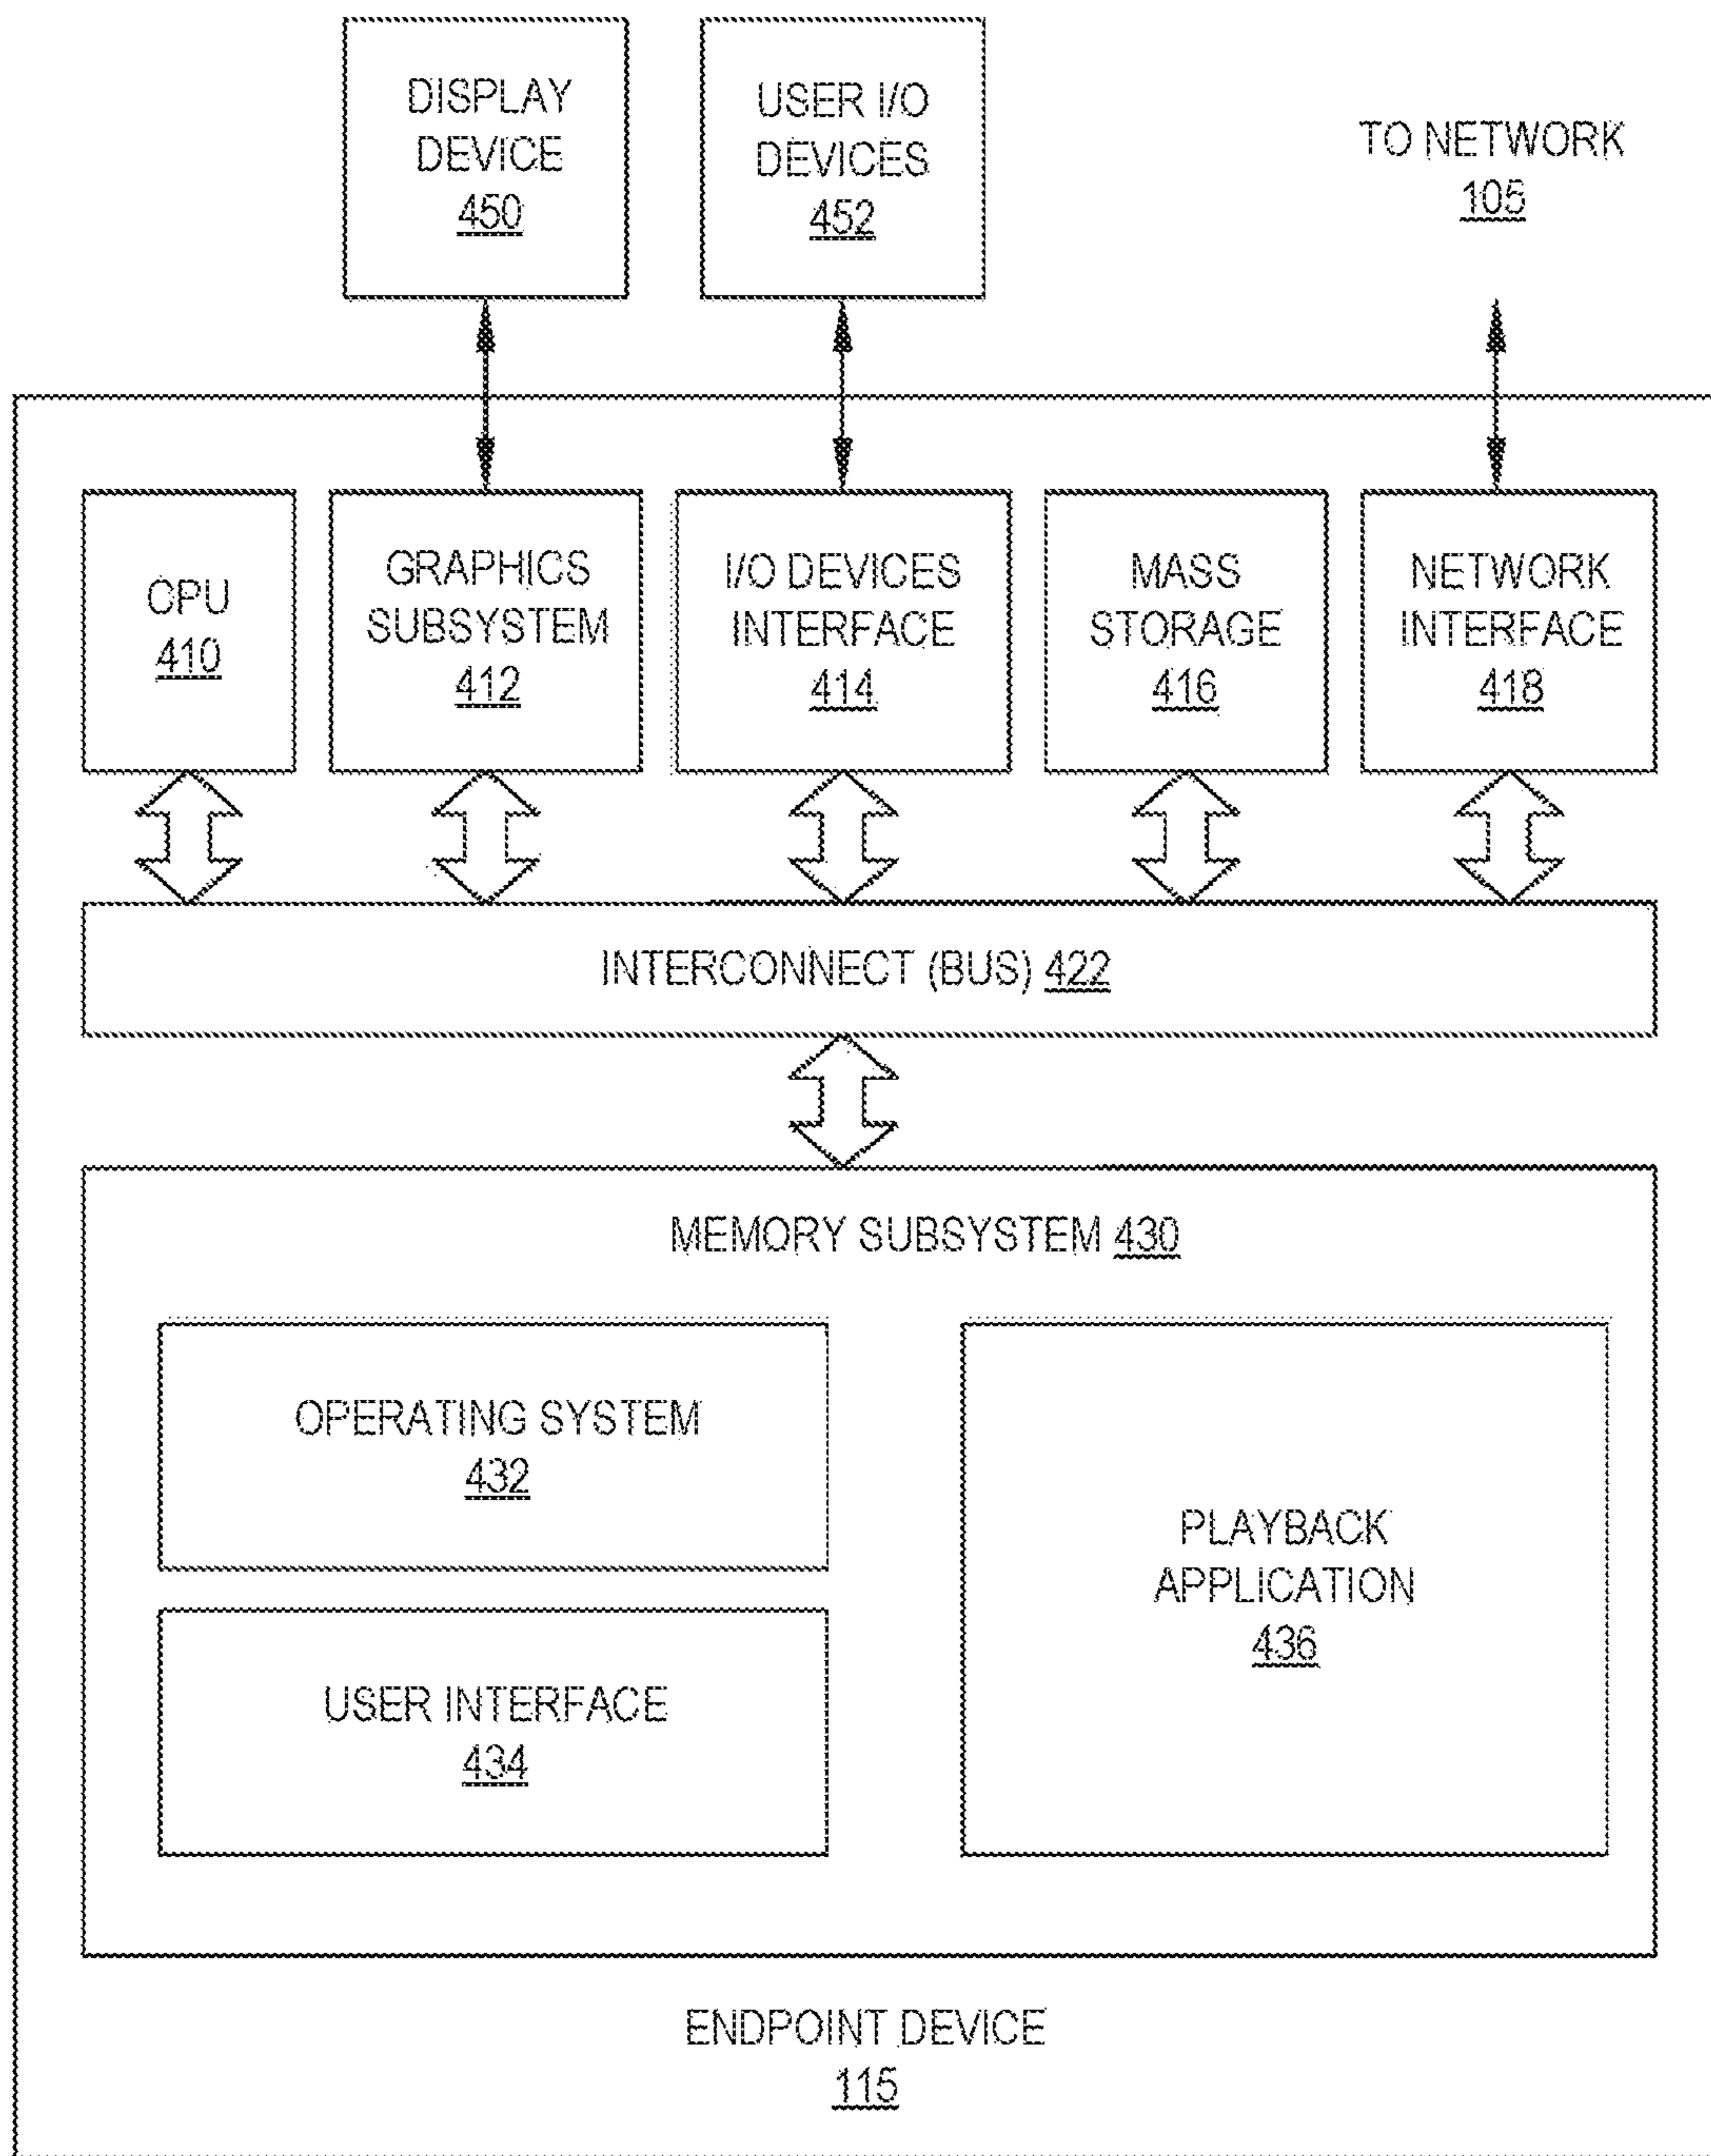 DISPLAY
DEVICE
450
USER I/O
DEVICES
452
TO NETWORK
105
CPU
410
GRAPHICS
SUBSYSTEM
412
I/O DEVICES
INTERFACE
414
MASS
STORAGE
416
NETWORK
INTERFACE
418
INTERCONNECT (BUS) 422
MEMORY SUBSYSTEM 430
OPERATING SYSTEM
432
USER INTERFACE
434
PLAYBACK
APPLICATION
436
ENDPOINT DEVICE
115